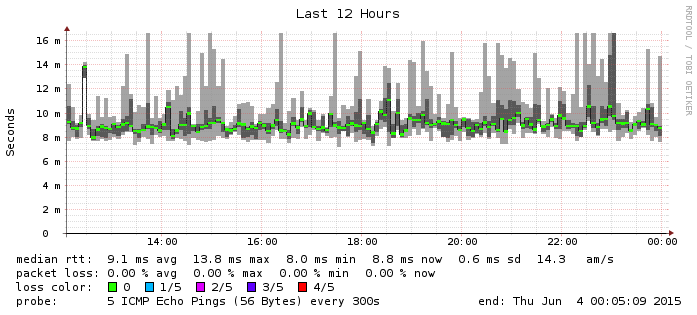 Last 12 Hours
RRDTOOL / TOBI OETIKER
Seconds
16 m
14 m
12 m
10 m
8 m
6 m
4 m
2 m
0
14:00 16:00 18:00 20:00 22:00 00:00
median rtt: 9.1 ms avg 13.8 ms max 8.0 ms min 8.8 ms now 0.6 ms sd 14.3 am/s
packet loss: 0.00 % avg 0.00 % max 0.00 % min 0.00 % now
loss color: 0 1/5 2/5 3/5 4/5
probe: 5 ICMP Echo Pings (56 Bytes) every 300s end: Thu Jun 4 00:05:09 2015